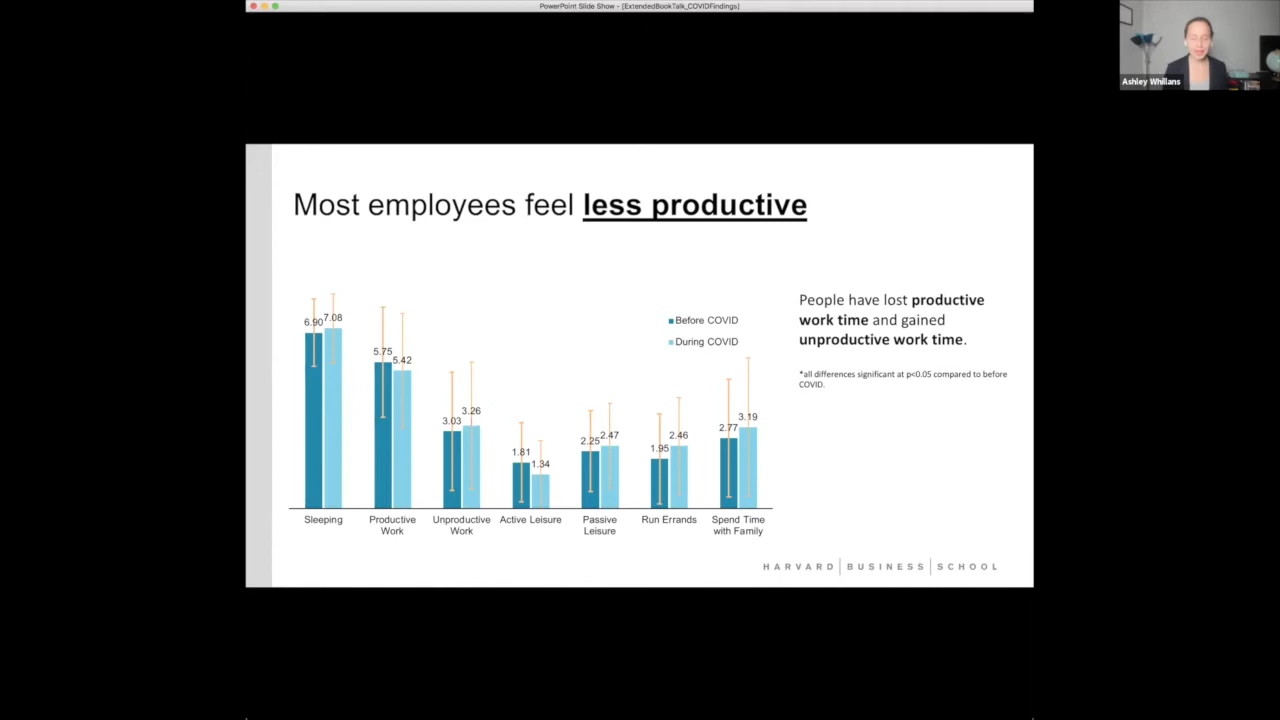 PowerPoint Slide Show - [ExtendedBookTalk_COVIDFindings]
Ashley Whillans
Most employees feel less productive
6.90
7.08
5.75
5.42
3.03
3.26
1.81
1.34
2.25
2.47
1.95
2.46
2.77
3.19
Before COVID
During COVID
Sleeping
Productive
Work
Unproductive
Work
Active Leisure
Passive
Leisure
Run Errands
Spend Time
with Family
People have lost productive
work time and gained
unproductive work time.
*all differences significant at p<0.05 compared to before
COVID.
HARVARD BUSINESS SCHOOL